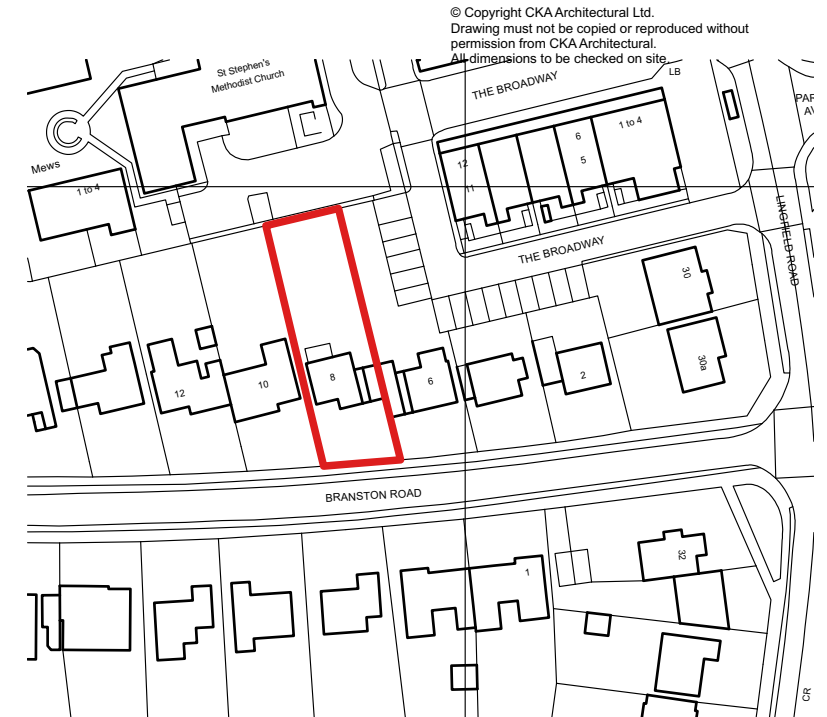 © Copyright CKA Architectural Ltd.
Drawing must not be copied or reproduced without
permission from CKA Architectural.
All dimensions to be checked on site.
St Stephen's
Methodist Church
THE BROADWAY
LB
PAR
AV
Mews
1 to 4
12
11
6
5
1 to 4
LINGFIELD ROAD
THE BROADWAY
30
30a
12
10
8
6
2
BRANSTON ROAD
1
32
CR